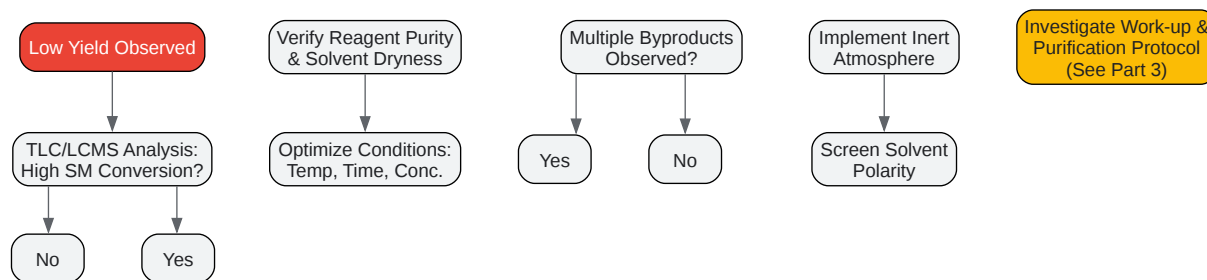 Low Yield Observed
TLC/LCMS Analysis:
High SM Conversion?
No
Yes
Verify Reagent Purity
& Solvent Dryness
Optimize Conditions:
Temp, Time, Conc.
Multiple Byproducts
Observed?
Yes
No
Implement Inert
Atmosphere
Screen Solvent
Polarity
Investigate Work-up &
Purification Protocol
(See Part 3)